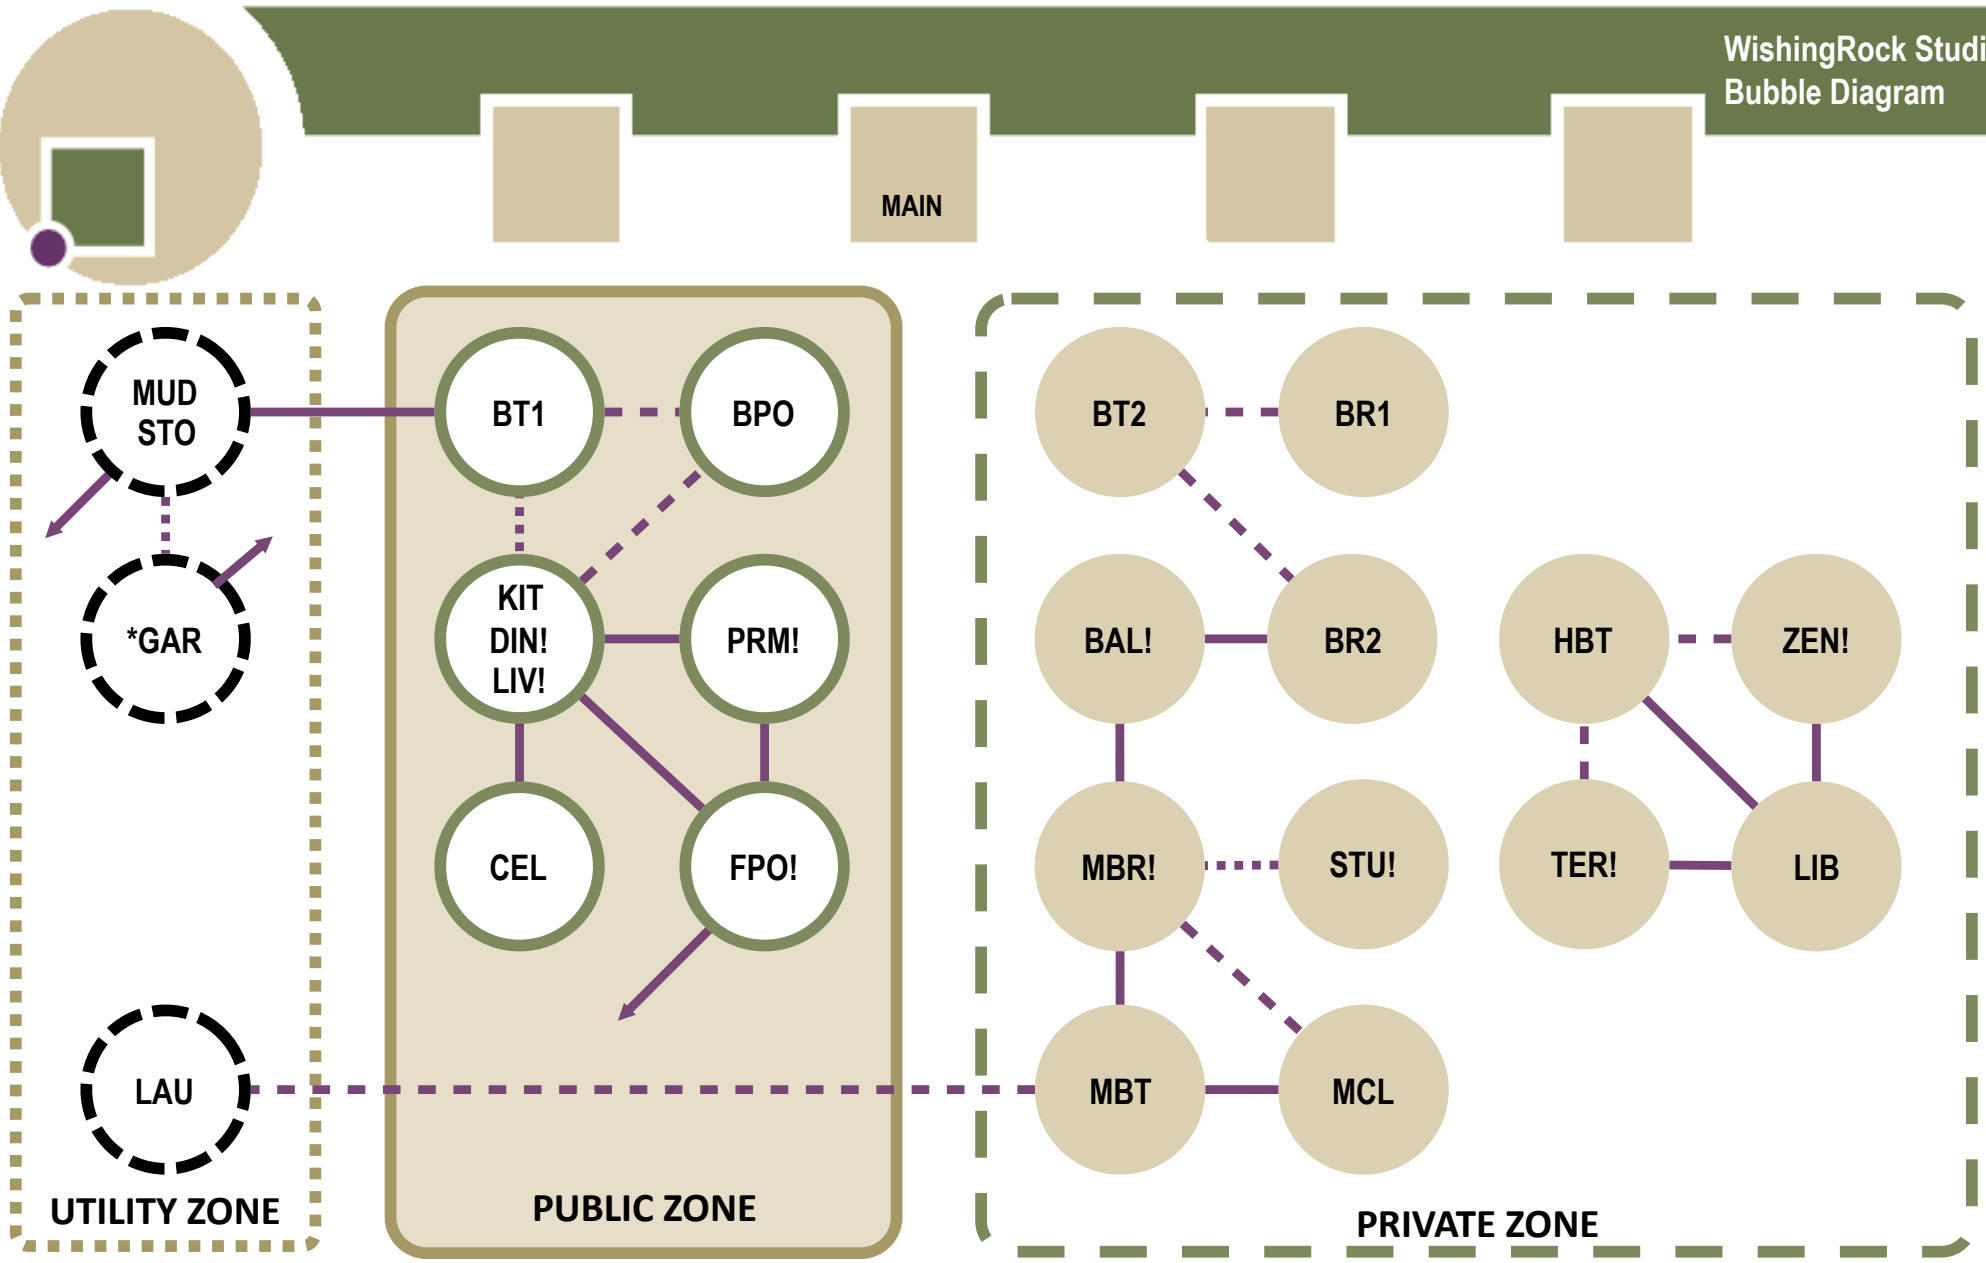 WishingRock Studi
Bubble Diagram
MAIN
MUD
STO
BT1
BPO
BT2
BR1
*GAR
KIT
DIN!
LIV!
PRM!
BAL!
BR2
HBT
ZEN!
CEL
FPO!
MBR!
STU!
TER!
LIB
LAU
MBT
MCL
UTILITY ZONE
PUBLIC ZONE
PRIVATE ZONE